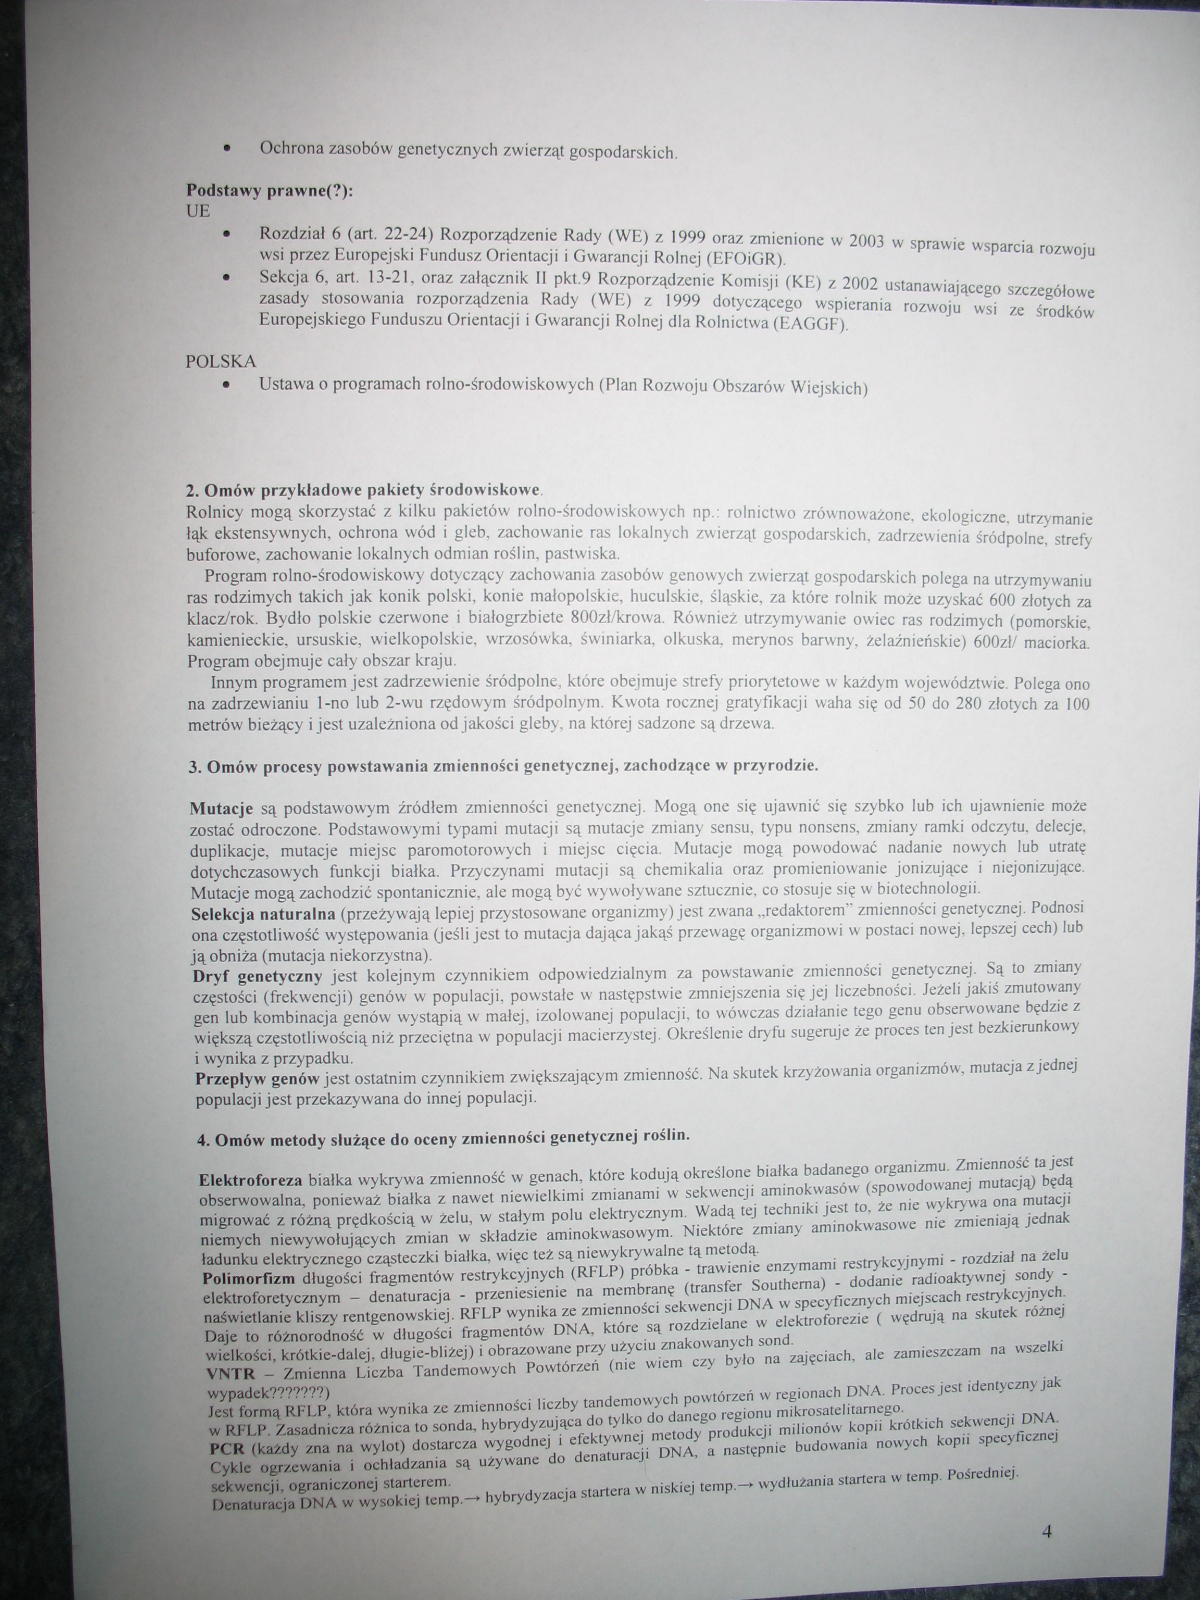 • Ochrona zasobów genetycznych zwierząt gospodarskich.
Podstawy prawne(?):
UE
• Rozdział 6 (art. 22-24) Rozporządzenie Rady (WE) z 1999 oraz zmienione w 2003 w sprawie wsparcia rozwoju
wsi przez Europejski Fundusz Orientacji i Gwarancji Rolnej (EFOiGR).
• Sekcja 6, art. 13-21, oraz załącznik II pkt.9 Rozporządzenie Komisji (KE) z 2002 ustanawiającego szczegółowe
zasady stosowania rozporządzenia Rady (WE) z 1999 dotyczącego wspierania rozwoju wsi ze środków
Europejskiego Funduszu Orientacji i Gwarancji Rolnej dla Rolnictwa (EAGGF).
POLSKA
• Ustawa o programach rolno-środowiskowych (Plan Rozwoju Obszarów Wiejskich)
2. Omów przykładowe pakiety środowiskowe.
Rolnicy mogą skorzystać z kilku pakietów rolno-środowiskowych np.: rolnictwo zrównoważone, ekologiczne, utrzymanie
łąk ekstensywnych, ochrona wód i gleb, zachowanie ras lokalnych zwierząt gospodarskich, zadrzewienia śródpolne, strefy
buforowe, zachowanie lokalnych odmian roślin, pastwiska.
Program rolno-środowiskowy dotyczący zachowania zasobów genowych zwierząt gospodarskich polega na utrzymywaniu
ras rodzimych takich jak konik polski, konie małopolskie, huculskie, śląskie, za które rolnik może uzyskać 600 złotych za
klacz/rok. Bydło polskie czerwone i białogrzbiete 800zł/krowa. Również utrzymywanie owiec ras rodzimych (pomorskie,
kamienieckie, ursuskie, wielkopolskie, wrzosówka, świniarka, olkuska, merynos barwny, żelaźnieńskie) 600zł/ maciorka.
Program obejmuje cały obszar kraju.
Innym programem jest zadrzewienie śródpolne, które obejmuje strefy priorytetowe w każdym województwie. Polega ono
na zadrzewianiu 1-no lub 2-wu rzędowym śródpolnym. Kwota rocznej gratyfikacji waha się od 50 do 280 złotych za 100
metrów bieżący i jest uzależniona od jakości gleby, na której sadzone są drzewa.
3. Omów procesy powstawania zmienności genetycznej, zachodzące w przyrodzie.
Mutacje są podstawowym źródłem zmienności genetycznej. Mogą one się ujawnić się szybko lub ich ujawnienie może
zostać odroczone. Podstawowymi typami mutacji są mutacje zmiany sensu, typu nonsens, zmiany ramki odczytu, delecje,
duplikacje, mutacje miejsc paromotorowych i miejsc cięcia. Mutacje mogą powodować nadanie nowych lub utratę
dotychczasowych funkcji białka. Przyczynami mutacji są chemikalia oraz promieniowanie jonizujące i niejonizujące.
Mutacje mogą zachodzić spontanicznie, ale mogą być wywoływane sztucznie, co stosuje się w biotechnologii.
Selekcja naturalna (przeżywają lepiej przystosowane organizmy) jest zwana „redaktorem” zmienności genetycznej. Podnosi
ona częstotliwość występowania (jeśli jest to mutacja dająca jakąś przewagę organizmowi w postaci nowej, lepszej cech) lub
ją obniża (mutacja niekorzystna).
Dryf genetyczny jest kolejnym czynnikiem odpowiedzialnym za powstawanie zmienności genetycznej. Są to zmiany
częstości (frekwencji) genów w populacji, powstałe w następstwie zmniejszenia się jej liczebności. Jeżeli jakiś zmutowany
gen lub kombinacja genów wystąpią w małej, izolowanej populacji, to wówczas działanie tego genu obserwowane będzie z
większą częstotliwością niż przeciętna w populacji macierzystej. Określenie dryfu sugeruje że proces ten jest bezkierunkowy
i wynika z przypadku.
Przepływ genów jest ostatnim czynnikiem zwiększającym zmienność. Na skutek krzyżowania organizmów, mutacja z jednej
populacji jest przekazywana do innej populacji.
4. Omów metody służące do oceny zmienności genetycznej roślin.
Elektroforeza białka wykrywa zmienność w genach, które kodują określone białka badanego organizmu. Zmienność ta jest
obserwowalna, ponieważ białka z nawet niewielkimi zmianami w sekwencji aminokwasów (spowodowanej mutacją) będą
migrować z różną prędkością w żelu, w stałym polu elektrycznym. Wadą tej techniki jest to, że nie wykrywa ona mutacji
niemych niewywołujących zmian w składzie aminokwasowym. Niektóre zmiany aminokwasowe nie zmieniają jednak
ładunku elektrycznego cząsteczki białka, więc też są niewykrywalne tą metodą.
Polimorfizm długości fragmentów restrykcyjnych (RFLP) próbka - trawienie enzymami restrykcyjnymi - rozdział na żelu
elektroforetycznym – denaturacja - przeniesienie na membranę (transfer Southerna) - dodanie radioaktywnej sondy -
naświetlanie kliszy rentgenowskiej. RFLP wynika ze zmienności sekwencji DNA w specyficznych miejscach restrykcyjnych.
Daje to różnorodność w długości fragmentów DNA, które są rozdzielane w elektroforezie ( wędrują na skutek różnej
wielkości, krótkie-dalej, długie-bliżej) i obrazowane przy użyciu znakowanych sond.
VNTR – Zmienna Liczba Tandemowych Powtórzeń (nie wiem czy było na zajęciach, ale zamieszczam na wszelki
wypadek???????)
Jest formą RFLP, która wynika ze zmienności liczby tandemowych powtórzeń w regionach DNA. Proces jest identyczny jak
w RFLP. Zasadnicza różnica to sonda, hybrydyzująca do tylko do danego regionu mikrosatelitarnego.
PCR (każdy zna na wylot) dostarcza wygodnej i efektywnej metody produkcji milionów kopii krótkich sekwencji DNA.
Cykle ogrzewania i ochładzania są używane do denaturacji DNA, a następnie budowania nowych kopii specyficznej
sekwencji, ograniczonej starterem.
Denaturacja DNA w wysokiej temp.→ hybrydyzacja startera w niskiej temp.→ wydłużania startera w temp. Pośredniej.
4